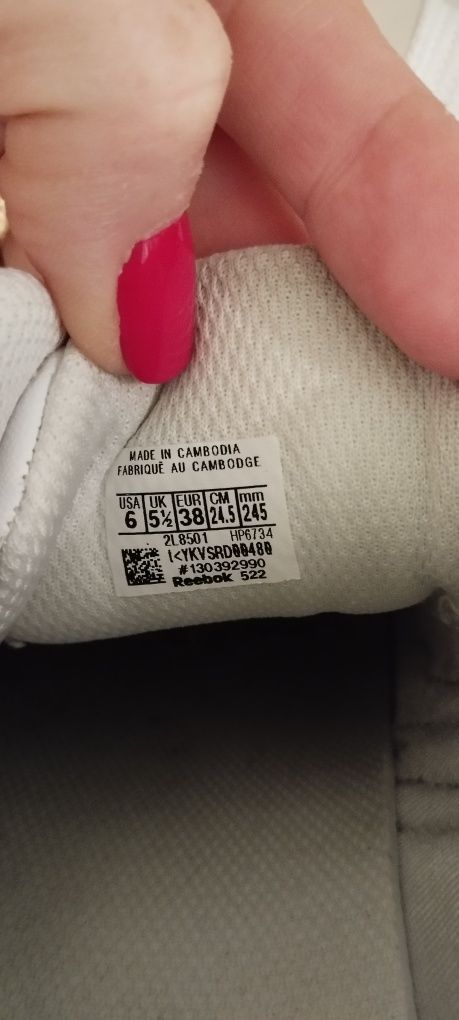 MADE IN CAMBODIA
FABRIQUÉ AU CAMBODGE
USA UK EUR CM mm
6 5½ 38 24.5 245
2L8501 HP6734
#130392990
Reebok 522